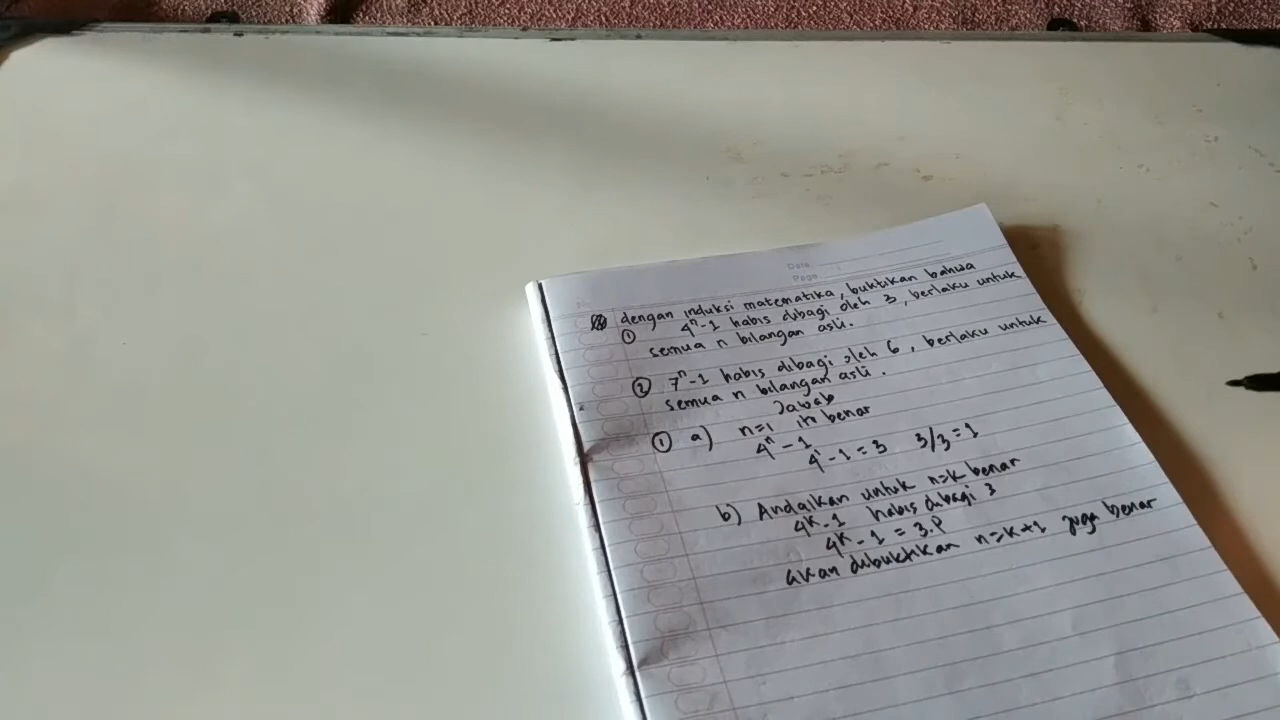 Date
Page
dengan induksi matematika, buktikan bahwa
① 4ⁿ-1 habis dibagi oleh 3, berlaku untuk
semua n bilangan asli.
② 7ⁿ-1 habis dibagi oleh 6, berlaku untuk
semua n bilangan asli.
Jawab
① a) n=1 itu benar
4ⁿ - 1
4¹ - 1 = 3 3/3 = 1
b) Andaikan untuk n=k benar
4ᵏ - 1 habis dibagi 3
4ᵏ - 1 = 3.P
akan dibuktikan n=k+1 juga benar